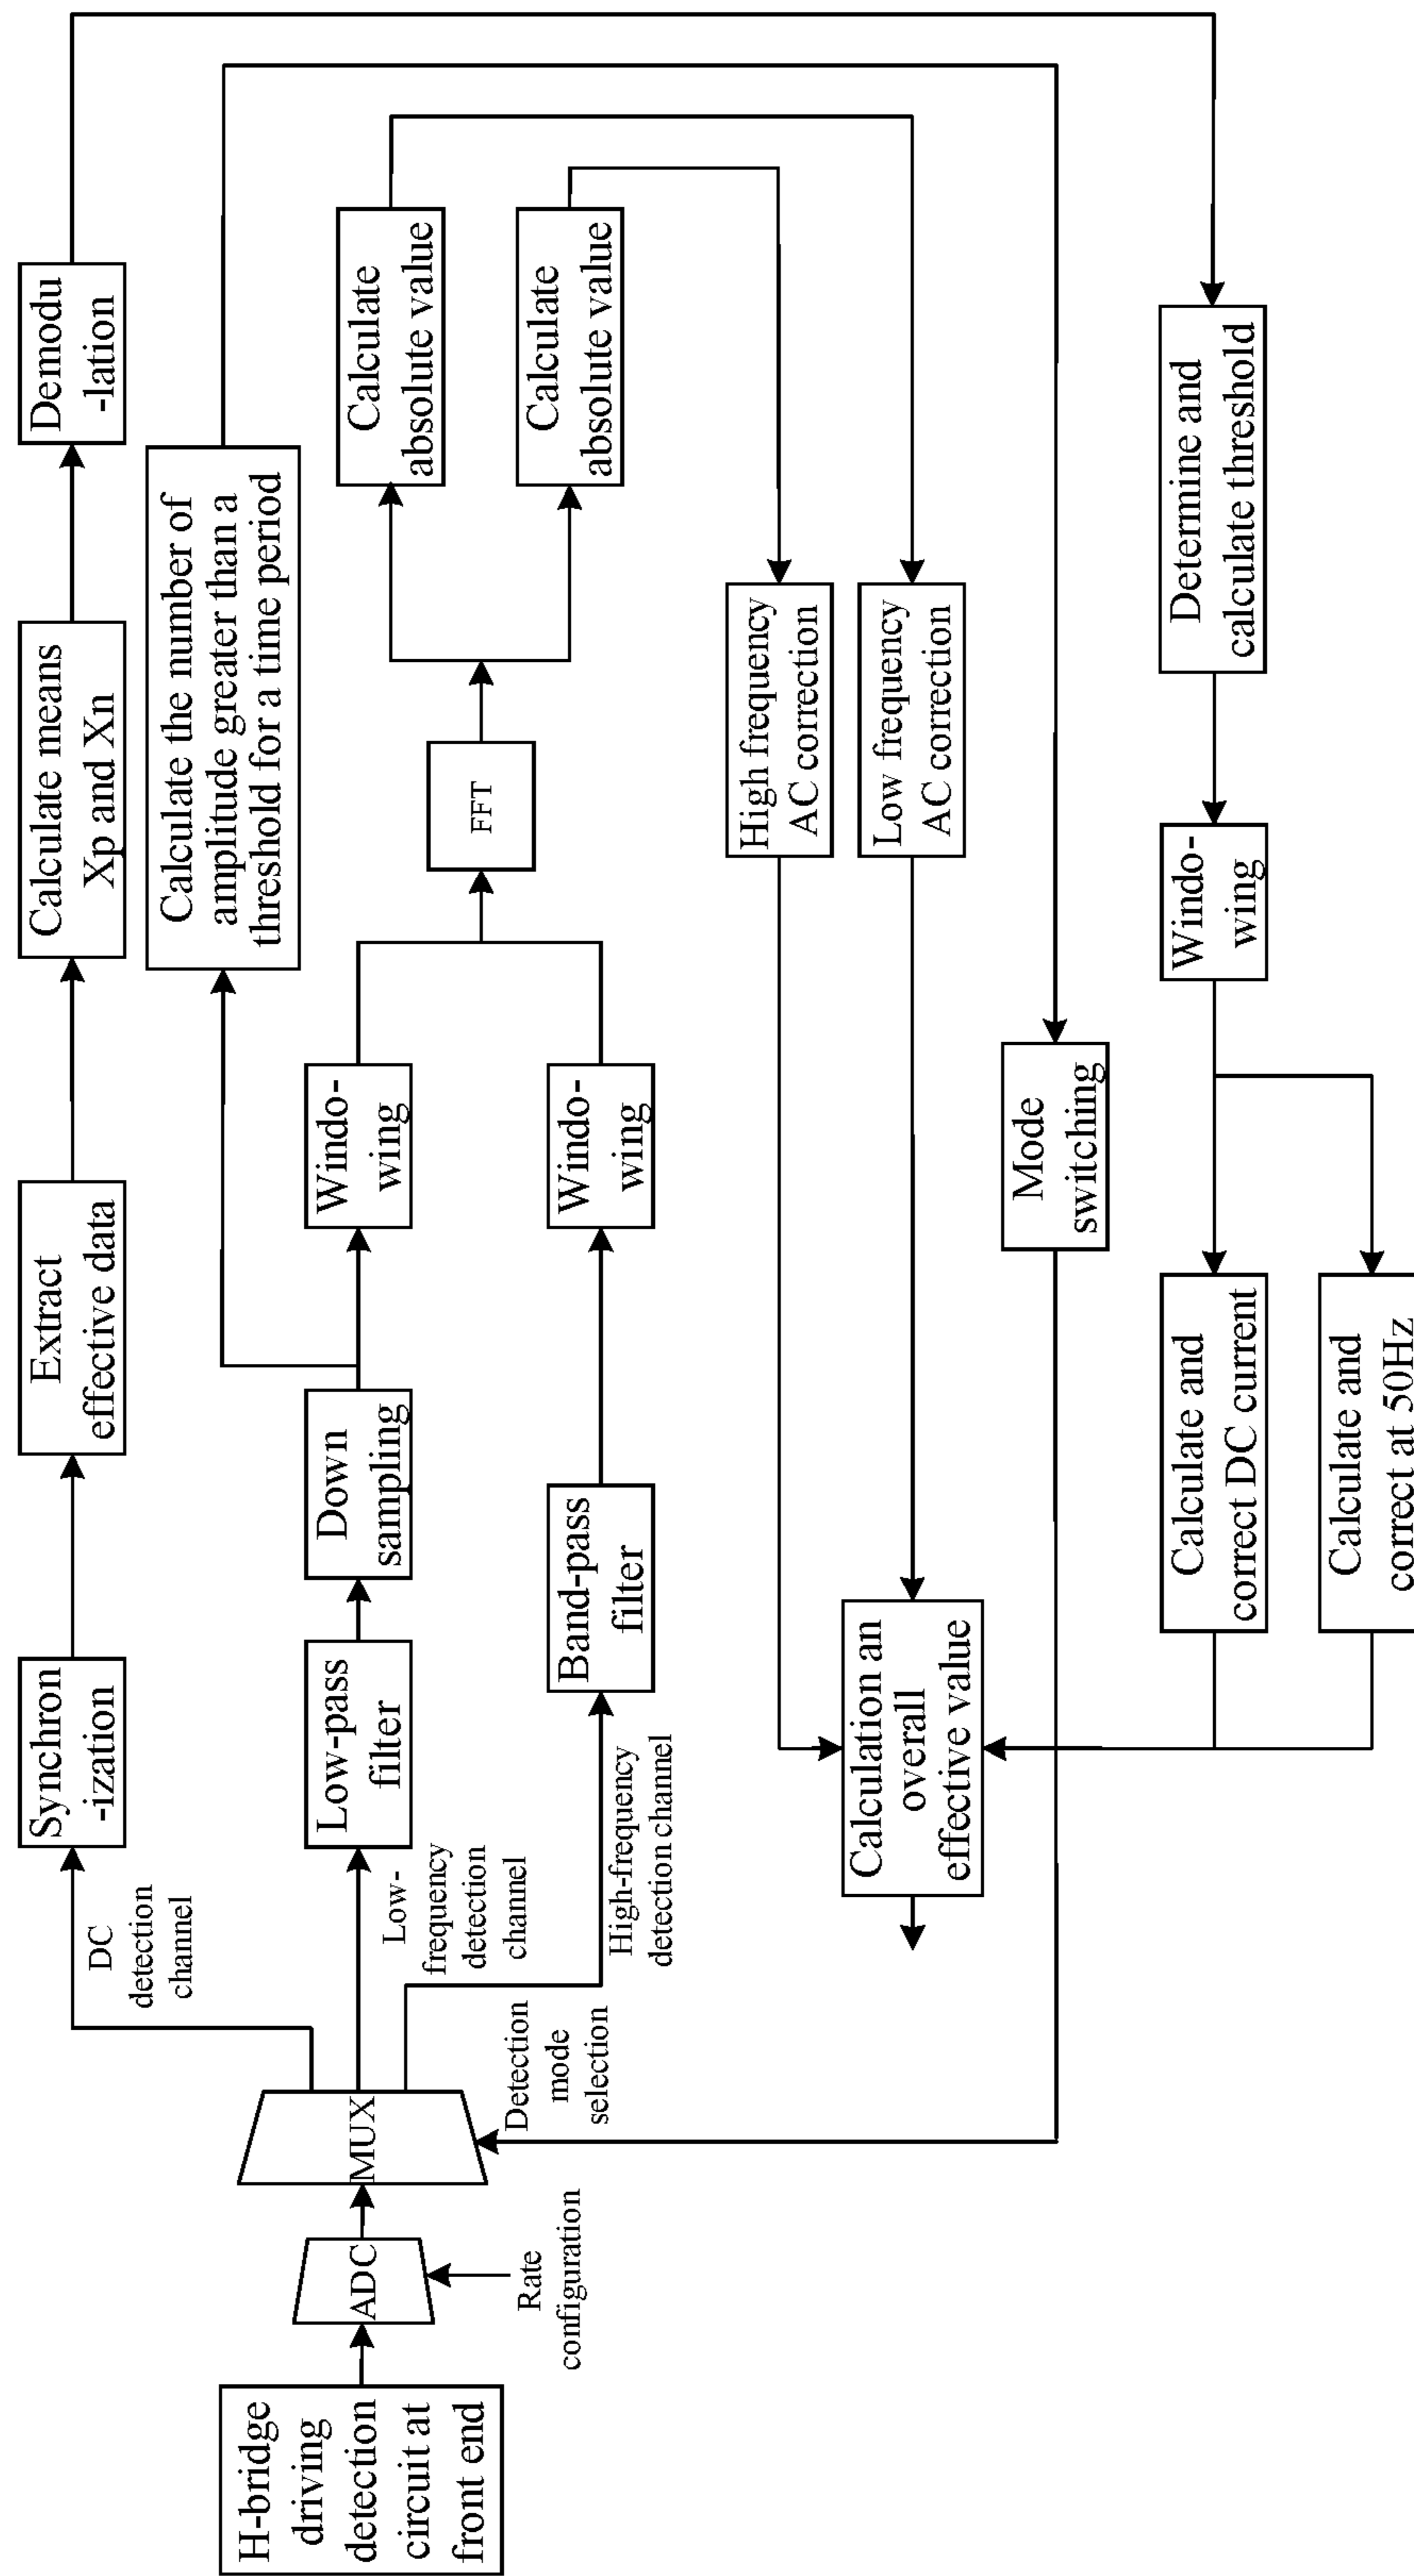 H-bridge
driving
detection
circuit at
front end
ADC
Rate
configuration
MUX
Detection
mode
selection
DC
detection
channel
Synchron
-ization
Extract
effective data
Calculate means
Xp and Xn
Demodu
-lation
Low-
frequency
detection
channel
Low-pass
filter
Down
sampling
Calculate the number of
amplitude greater than a
threshold for a time period
Windo-
wing
High-frequency
detection channel
Band-pass
filter
Windo-
wing
FFT
Calculate
absolute value
Calculate
absolute value
High frequency
AC correction
Low frequency
AC correction
Calculation an
overall
effective value
Mode
switching
Determine and
calculate threshold
Windo-
wing
Calculate and
correct DC current
Calculate and
correct at 50Hz